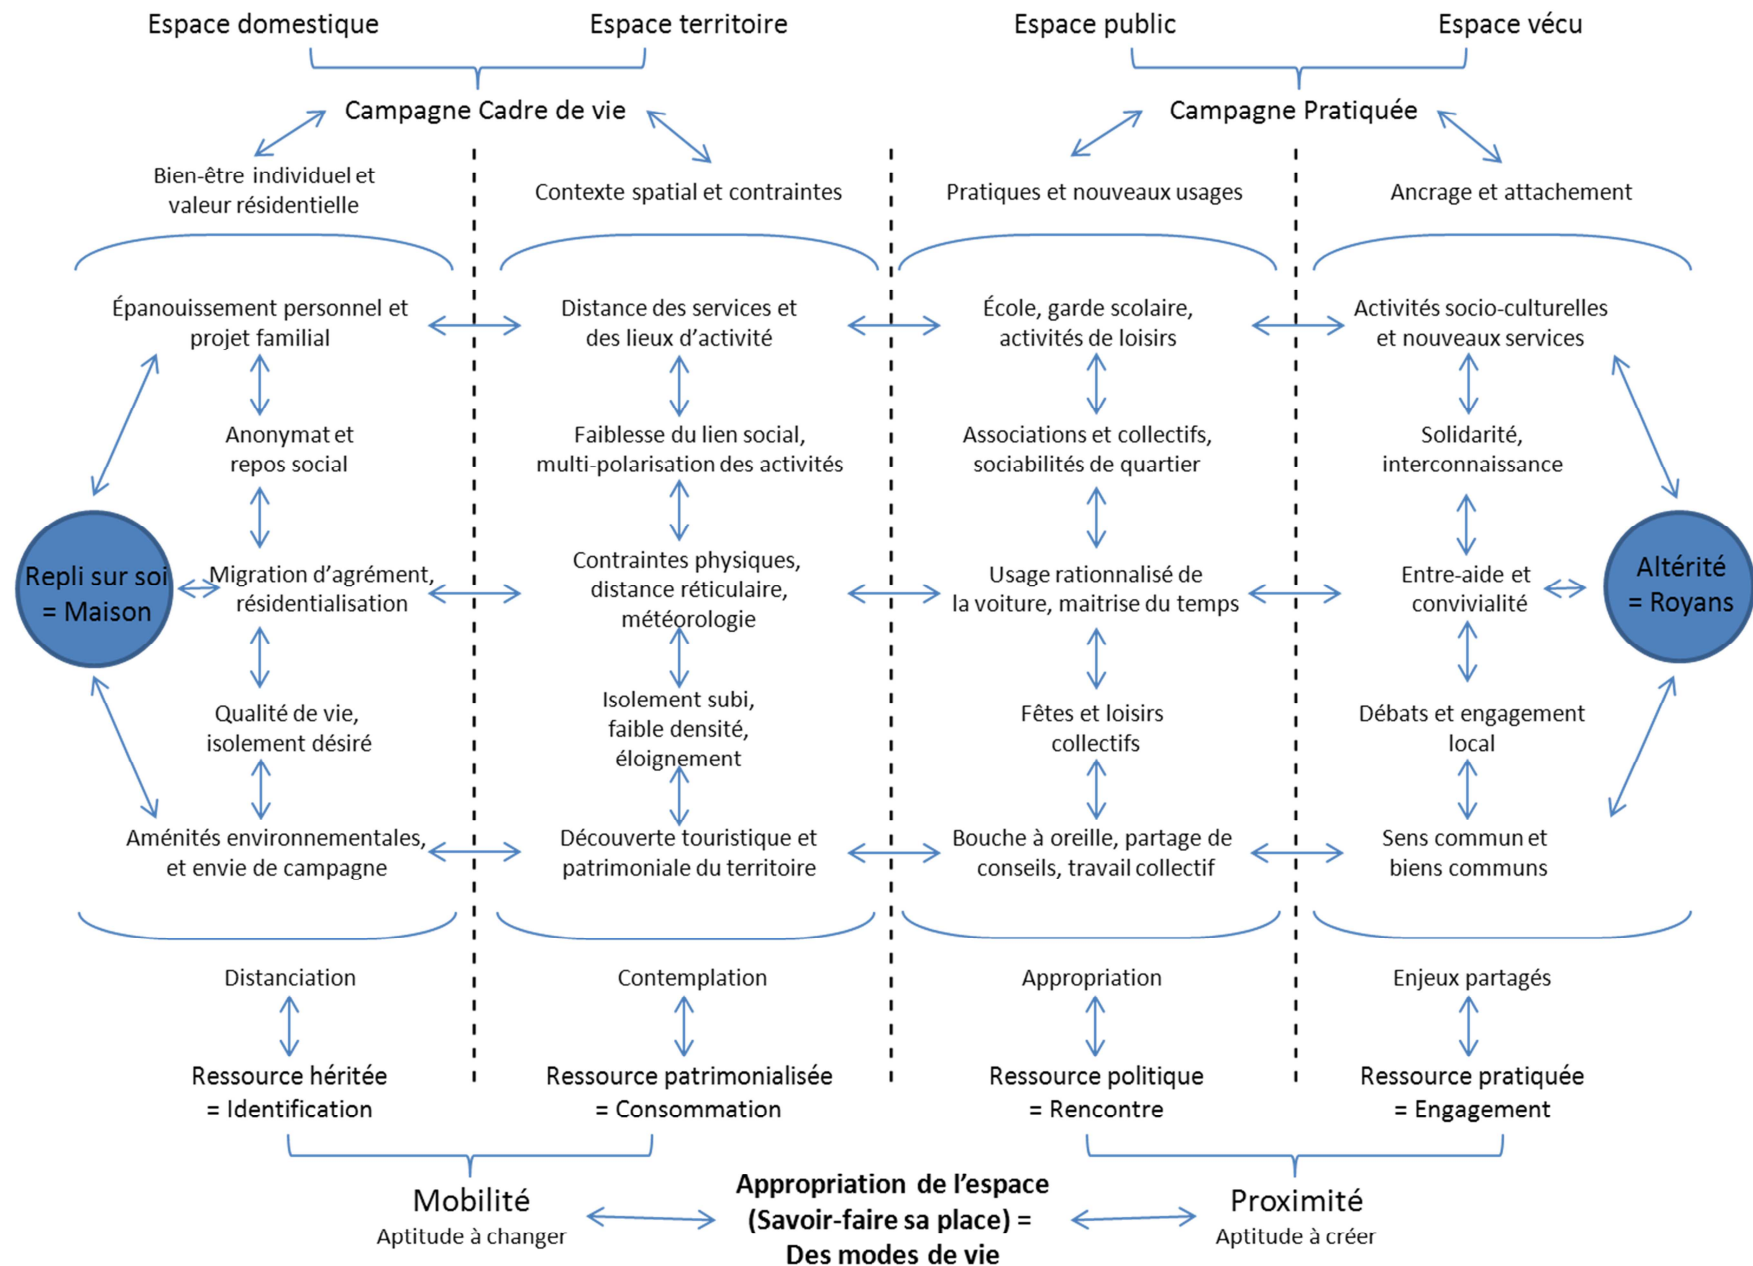 Espace domestique
Espace territoire
Espace public
Espace vécu
Campagne Cadre de vie
Campagne Pratiquée
Bien-être individuel et
valeur résidentielle
Contexte spatial et contraintes
Pratiques et nouveaux usages
Ancrage et attachement
Épanouissement personnel et
projet familial
Distance des services et
des lieux d’activité
École, garde scolaire,
activités de loisirs
Activités socio-culturelles
et nouveaux services
Anonymat et
repos social
Faiblesse du lien social,
multi-polarisation des activités
Associations et collectifs,
sociabilités de quartier
Solidarité,
interconnaissance
Repli sur soi
= Maison
Migration d’agrément,
résidentialisation
Contraintes physiques,
distance réticulaire,
météorologie
Usage rationnalisé de
la voiture, maitrise du temps
Entre-aide et
convivialité
Altérité
= Royans
Qualité de vie,
isolement désiré
Isolement subi,
faible densité,
éloignement
Fêtes et loisirs
collectifs
Débats et engagement
local
Aménités environnementales,
et envie de campagne
Découverte touristique et
patrimoniale du territoire
Bouche à oreille, partage de
conseils, travail collectif
Sens commun et
biens communs
Distanciation
Contemplation
Appropriation
Enjeux partagés
Ressource héritée
= Identification
Ressource patrimonialisée
= Consommation
Ressource politique
= Rencontre
Ressource pratiquée
= Engagement
Mobilité
Aptitude à changer
Appropriation de l’espace
(Savoir-faire sa place) =
Des modes de vie
Proximité
Aptitude à créer